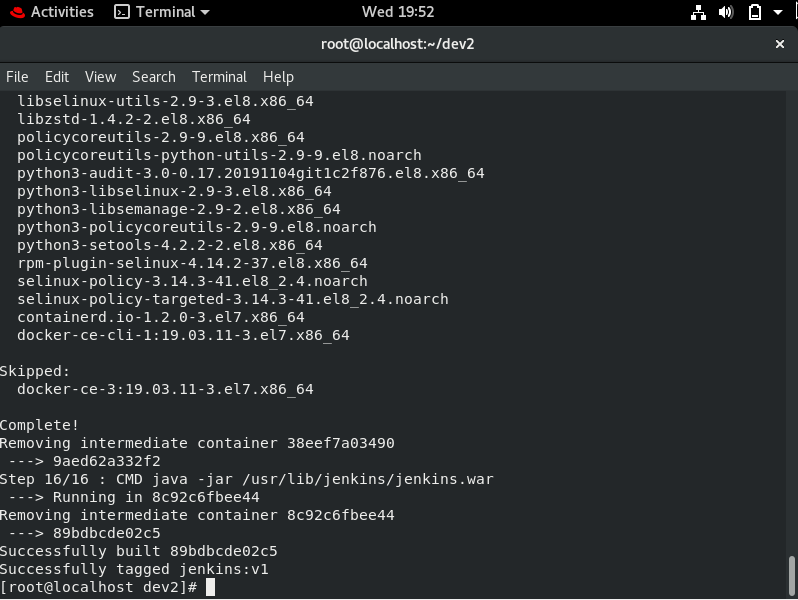 Activities Terminal Wed 19:52
root@localhost:~/dev2
File Edit View Search Terminal Help
libselinux-utils-2.9-3.el8.x86_64
libzstd-1.4.2-2.el8.x86_64
policycoreutils-2.9-9.el8.x86_64
policycoreutils-python-utils-2.9-9.el8.noarch
python3-audit-3.0-0.17.20191104git1c2f876.el8.x86_64
python3-libselinux-2.9-3.el8.x86_64
python3-libsemanage-2.9-2.el8.x86_64
python3-policycoreutils-2.9-9.el8.noarch
python3-setools-4.2.2-2.el8.x86_64
rpm-plugin-selinux-4.14.2-37.el8.x86_64
selinux-policy-3.14.3-41.el8_2.4.noarch
selinux-policy-targeted-3.14.3-41.el8_2.4.noarch
containerd.io-1.2.0-3.el7.x86_64
docker-ce-cli-1:19.03.11-3.el7.x86_64
Skipped:
docker-ce-3:19.03.11-3.el7.x86_64
Complete!
Removing intermediate container 38eef7a03490
---> 9aed62a332f2
Step 16/16 : CMD java -jar /usr/lib/jenkins/jenkins.war
---> Running in 8c92c6fbee44
Removing intermediate container 8c92c6fbee44
---> 89bdbcde02c5
Successfully built 89bdbcde02c5
Successfully tagged jenkins:v1
[root@localhost dev2]#